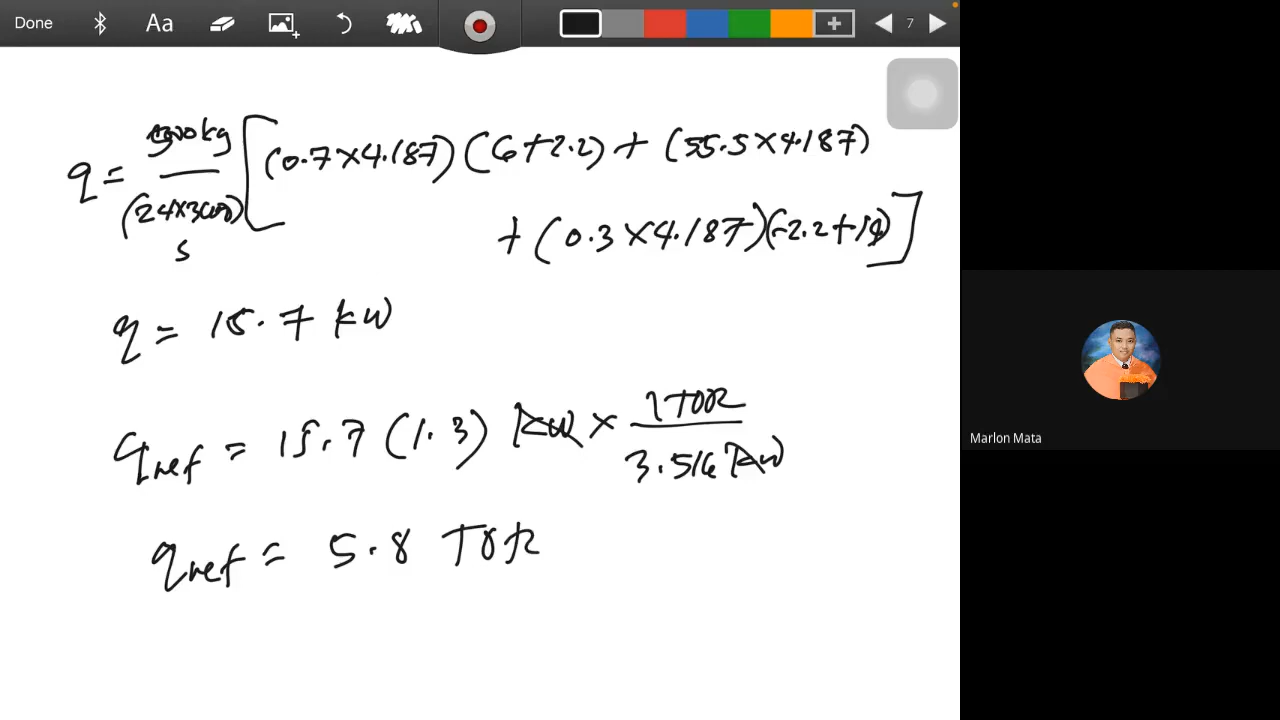 Done Aa 7
q = kg / (24×3600) s [(0.7×4.187)(6+2.2) + (55.5×4.187)
+ (0.3×4.187)(-2.2+ )]
q = 15.7 kW
qref = 15.7 (1.3) kW × 1 TOR / 3.516 kW
qref = 5.8 TOR
Marlon Mata